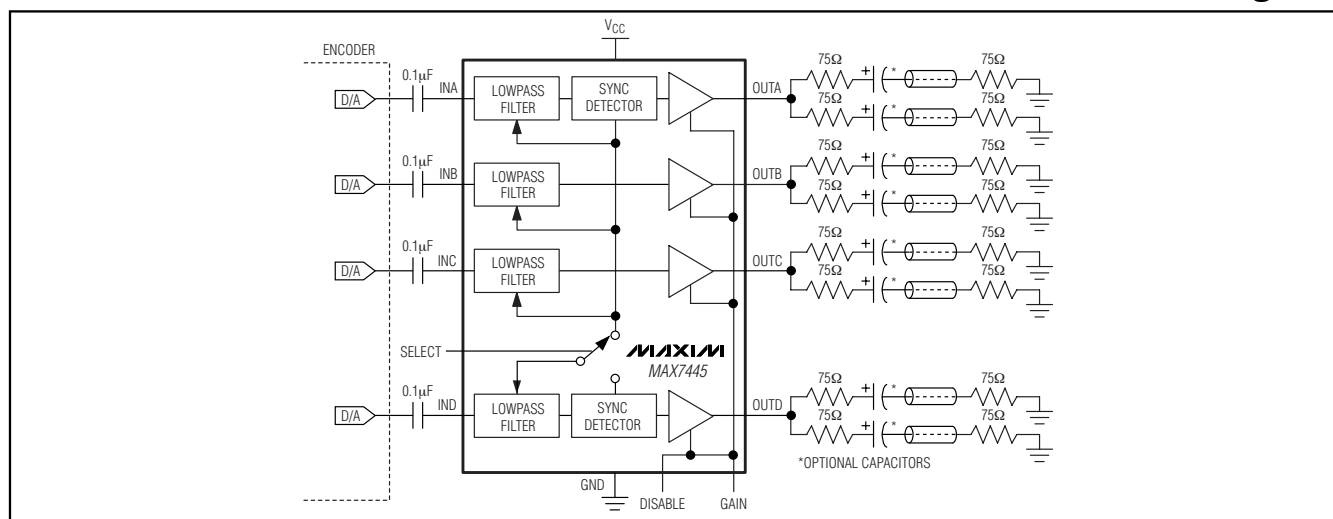 VCC
ENCODER
0.1µF
INA
D/A
LOWPASS
FILTER
SYNC
DETECTOR
OUTA
75Ω
+
*
75Ω
75Ω
+
*
75Ω
0.1µF
INB
D/A
LOWPASS
FILTER
OUTB
75Ω
+
*
75Ω
75Ω
+
*
75Ω
0.1µF
INC
D/A
LOWPASS
FILTER
OUTC
75Ω
+
*
75Ω
75Ω
+
*
75Ω
SELECT
MAXIM
MAX7445
0.1µF
IND
D/A
LOWPASS
FILTER
SYNC
DETECTOR
OUTD
75Ω
+
*
75Ω
75Ω
+
*
75Ω
*OPTIONAL CAPACITORS
GND
DISABLE
GAIN